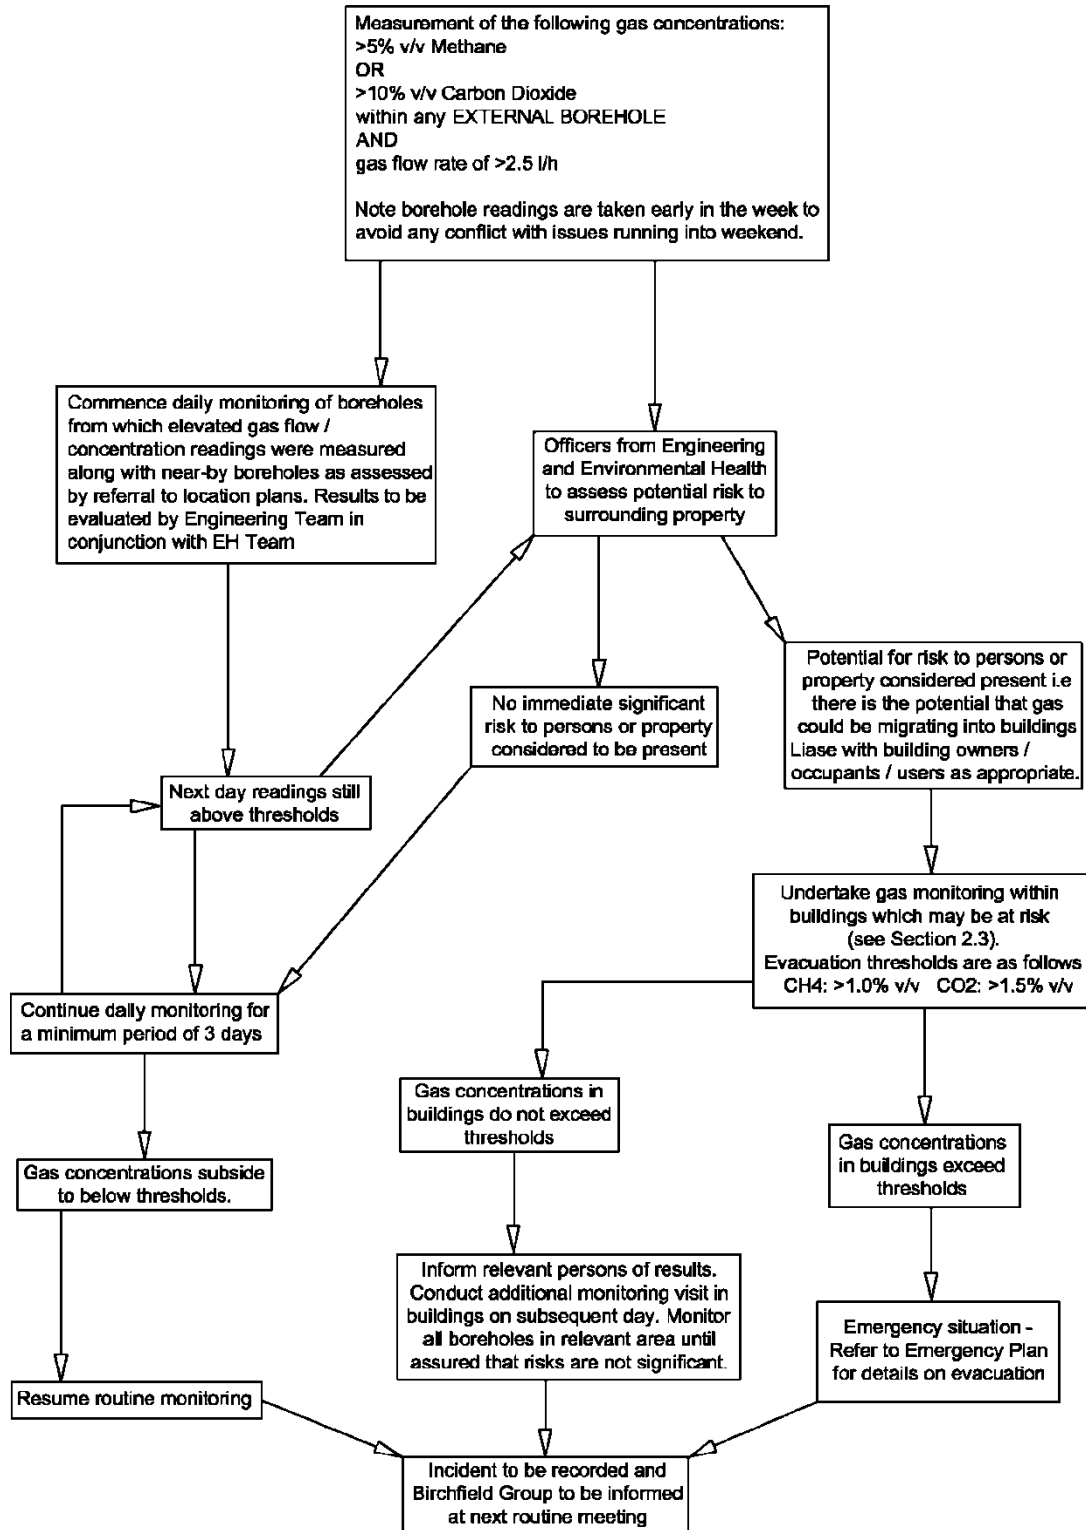 Measurement of the following gas concentrations:
>5% v/v Methane
OR
>10% v/v Carbon Dioxide
within any EXTERNAL BOREHOLE
AND
gas flow rate of >2.5 l/h
Note borehole readings are taken early in the week to
avoid any conflict with issues running into weekend.
Commence daily monitoring of boreholes
from which elevated gas flow /
concentration readings were measured
along with near-by boreholes as assessed
by referral to location plans. Results to be
evaluated by Engineering Team in
conjunction with EH Team
Officers from Engineering
and Environmental Health
to assess potential risk to
surrounding property
Potential for risk to persons or
property considered present i.e
there is the potential that gas
could be migrating into buildings
Liase with building owners /
occupants / users as appropriate.
No immediate significant
risk to persons or property
considered to be present
Next day readings still
above thresholds
Undertake gas monitoring within
buildings which may be at risk
(see Section 2.3).
Evacuation thresholds are as follows
CH4: >1.0% v/v CO2: >1.5% v/v
Continue daily monitoring for
a minimum period of 3 days
Gas concentrations in
buildings do not exceed
thresholds
Gas concentrations
in buildings exceed
thresholds
Gas concentrations subside
to below thresholds.
Inform relevant persons of results.
Conduct additional monitoring visit in
buildings on subsequent day. Monitor
all boreholes in relevant area until
assured that risks are not significant.
Emergency situation -
Refer to Emergency Plan
for details on evacuation
Resume routine monitoring
Incident to be recorded and
Birchfield Group to be informed
at next routine meeting